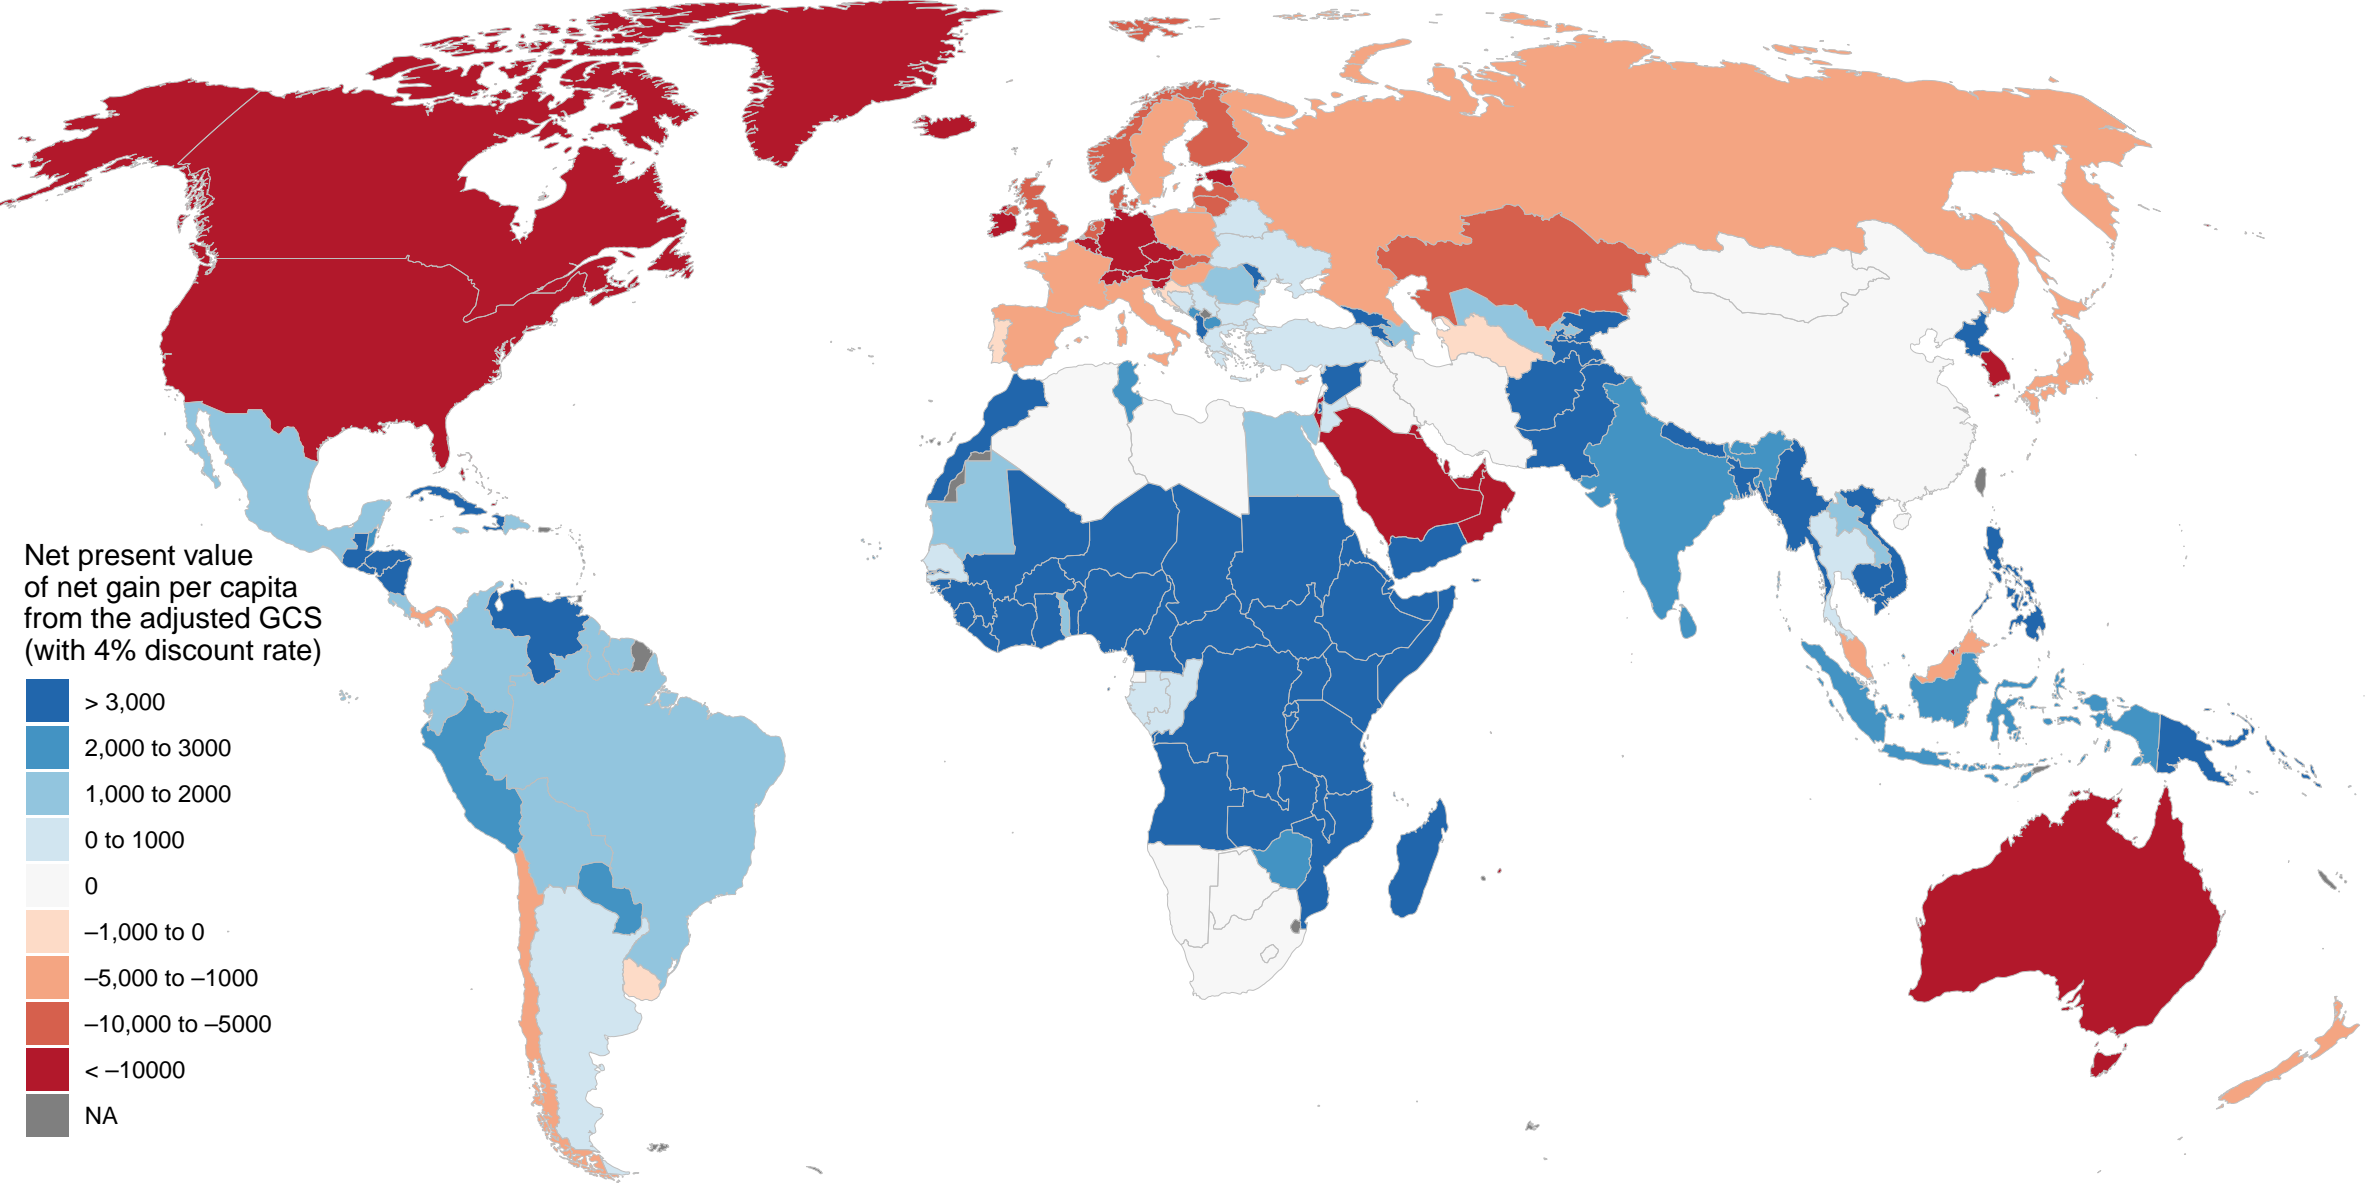 Net present value
of net gain per capita
from the adjusted GCS
(with 4% discount rate)
> 3,000
2,000 to 3000
1,000 to 2000
0 to 1000
0
–1,000 to 0
–5,000 to –1000
–10,000 to –5000
< –10000
NA